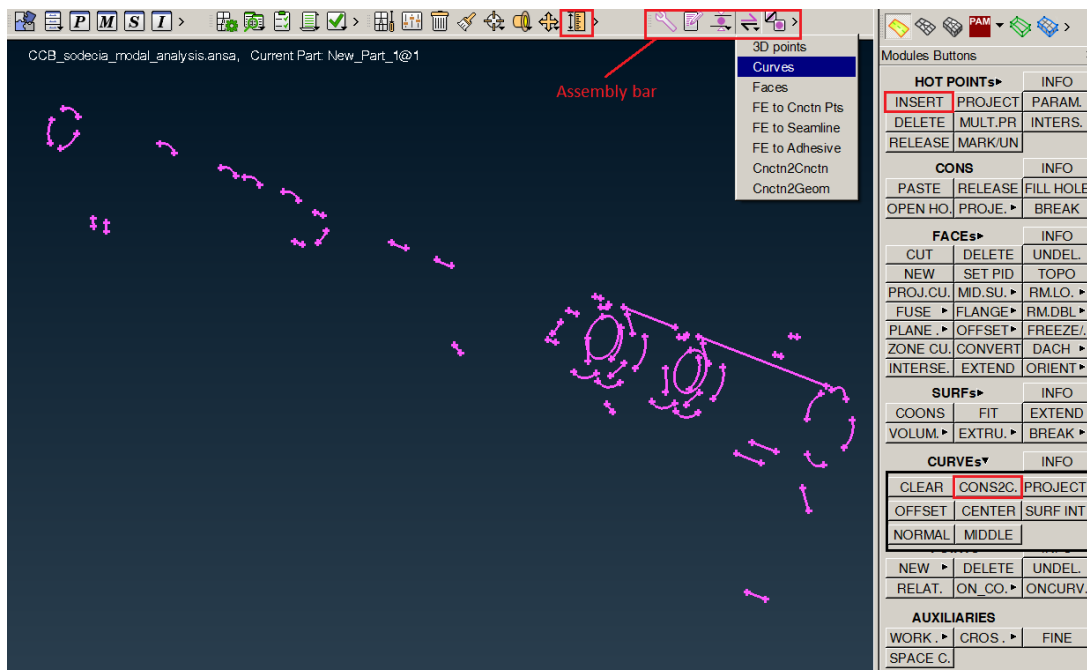 P M S I
PAM
CCB_sodecia_modal_analysis.ansa, Current Part: New_Part_1@1
Assembly bar
3D points
Curves
Faces
FE to Cnctn Pts
FE to Seamline
FE to Adhesive
Cnctn2Cnctn
Cnctn2Geom
Modules Buttons
HOT POINTs INFO
INSERT PROJECT PARAM.
DELETE MULT.PR INTERS.
RELEASE MARK/UN
CONS INFO
PASTE RELEASE FILL HOLE
OPEN HO. PROJE. BREAK
FACEs INFO
CUT DELETE UNDEL.
NEW SET PID TOPO
PROJ.CU. MID.SU. RM.LO.
FUSE FLANGE RM.DBL
PLANE . OFFSET FREEZE/
ZONE CU. CONVERT DACH
INTERSE. EXTEND ORIENT
SURFs INFO
COONS FIT EXTEND
VOLUM. EXTRU. BREAK
CURVEs INFO
CLEAR CONS2C. PROJECT
OFFSET CENTER SURF INT
NORMAL MIDDLE
NEW DELETE UNDEL.
RELAT. ON_CO. ONCURV.
AUXILIARIES
WORK . CROS . FINE
SPACE C.